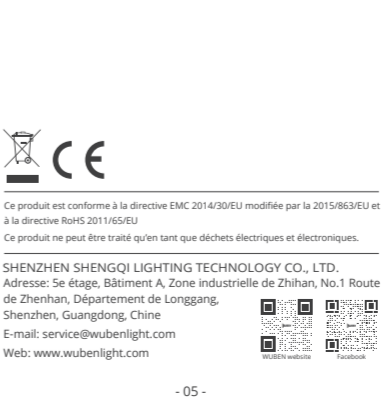 CE
Ce produit est conforme à la directive EMC 2014/30/EU modifiée par la 2015/863/EU et
à la directive RoHS 2011/65/EU
Ce produit ne peut être traité qu'en tant que déchets électriques et électroniques.
SHENZHEN SHENGQI LIGHTING TECHNOLOGY CO., LTD.
Adresse: 5e étage, Bâtiment A, Zone industrielle de Zhihan, No.1 Route
de Zhenhan, Département de Longgang,
Shenzhen, Guangdong, Chine
E-mail: service@wubenlight.com
Web: www.wubenlight.com
WUBEN website
Facebook
- 05 -